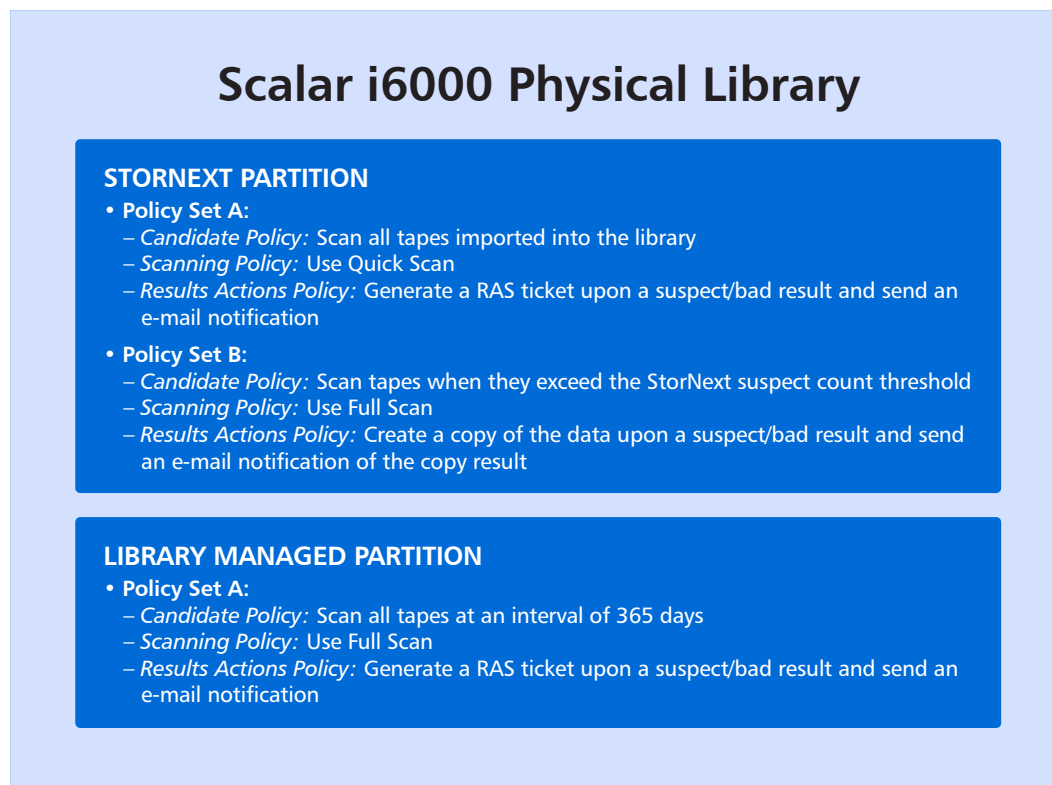 Scalar i6000 Physical Library
STORNEXT PARTITION
• Policy Set A:
– Candidate Policy: Scan all tapes imported into the library
– Scanning Policy: Use Quick Scan
– Results Actions Policy: Generate a RAS ticket upon a suspect/bad result and send an
e-mail notification
• Policy Set B:
– Candidate Policy: Scan tapes when they exceed the StorNext suspect count threshold
– Scanning Policy: Use Full Scan
– Results Actions Policy: Create a copy of the data upon a suspect/bad result and send
an e-mail notification of the copy result
LIBRARY MANAGED PARTITION
• Policy Set A:
– Candidate Policy: Scan all tapes at an interval of 365 days
– Scanning Policy: Use Full Scan
– Results Actions Policy: Generate a RAS ticket upon a suspect/bad result and send an
e-mail notification